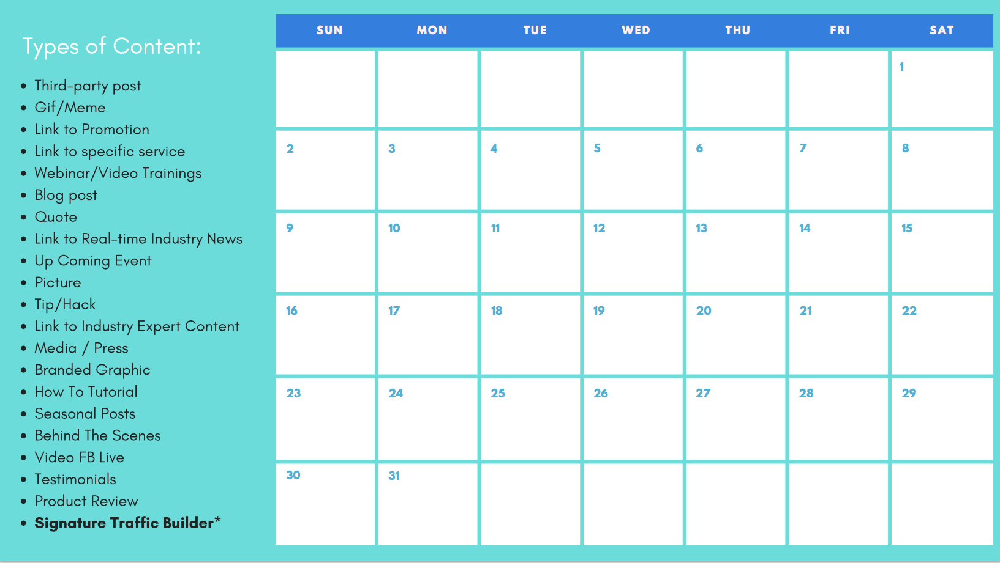 Types of Content:
Third-party post
Gif/Meme
Link to Promotion
Link to specific service
Webinar/Video Trainings
Blog post
Quote
Link to Real-time Industry News
Up Coming Event
Picture
Tip/Hack
Link to Industry Expert Content
Media / Press
Branded Graphic
How To Tutorial
Seasonal Posts
Behind The Scenes
Video FB Live
Testimonials
Product Review
Signature Traffic Builder*
SUN MON TUE WED THU FRI SAT
1
2 3 4 5 6 7 8
9 10 11 12 13 14 15
16 17 18 19 20 21 22
23 24 25 26 27 28 29
30 31